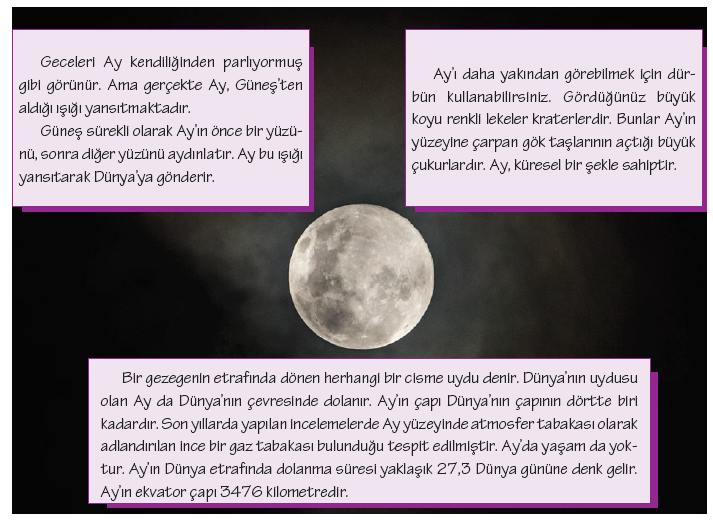 Geceleri Ay kendiliğinden parlıyormuş
gibi görünür. Ama gerçekte Ay, Güneş'ten
aldığı ışığı yansıtmaktadır.
Güneş sürekli olarak Ay'ın önce bir yüzü-
nü, sonra diğer yüzünü aydınlatır. Ay bu ışığı
yansıtarak Dünya'ya gönderir.
Ay'ı daha yakından görebilmek için dür-
bün kullanabilirsiniz. Gördüğünüz büyük
koyu renkli lekeler kraterlerdir. Bunlar Ay'ın
yüzeyine çarpan gök taşlarının açtığı büyük
çukurlardır. Ay, küresel bir şekle sahiptir.
Bir gezegenin etrafında dönen herhangi bir cisme uydu denir. Dünya'nın uydusu
olan Ay da Dünya'nın çevresinde dolanır. Ay'ın çapı Dünya'nın çapının dörtte biri
kadardır. Son yıllarda yapılan incelemelerde Ay yüzeyinde atmosfer tabakası olarak
adlandırılan ince bir gaz tabakası bulunduğu tespit edilmiştir. Ay'da yaşam da yok-
tur. Ay'ın Dünya etrafında dolanma süresi yaklaşık 27,3 Dünya gününe denk gelir.
Ay'ın ekvator çapı 3476 kilometredir.